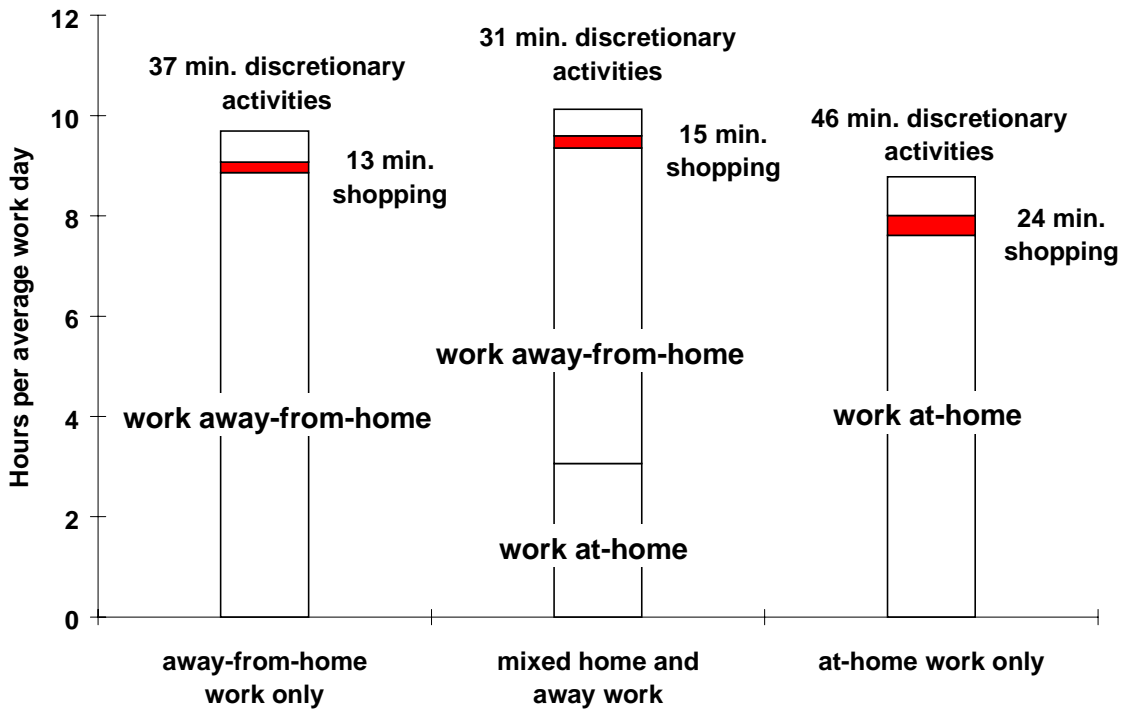 12
10
8
6
4
2
0
Hours per average work day
37 min. discretionary
activities
13 min.
shopping
work away-from-home
31 min. discretionary
activities
15 min.
shopping
work away-from-home
work at-home
46 min. discretionary
activities
24 min.
shopping
work at-home
away-from-home
work only
mixed home and
away work
at-home work only